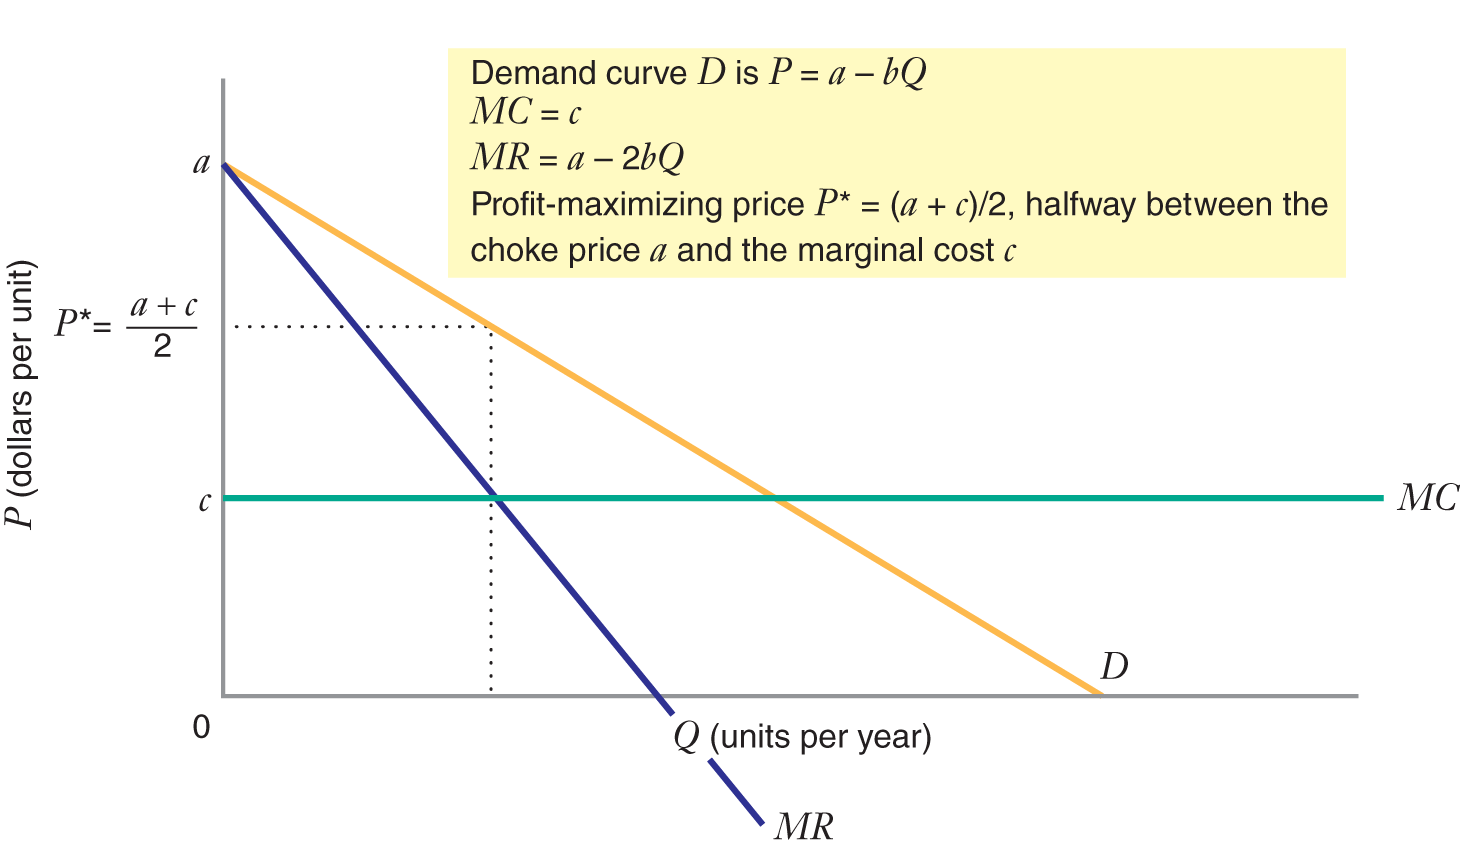 Demand curve D is P = a – bQ
MC = c
MR = a – 2bQ
Profit-maximizing price P* = (a + c)/2, halfway between the
choke price a and the marginal cost c
a
P*= a + c
2
P (dollars per unit)
c
MC
D
0
Q (units per year)
MR